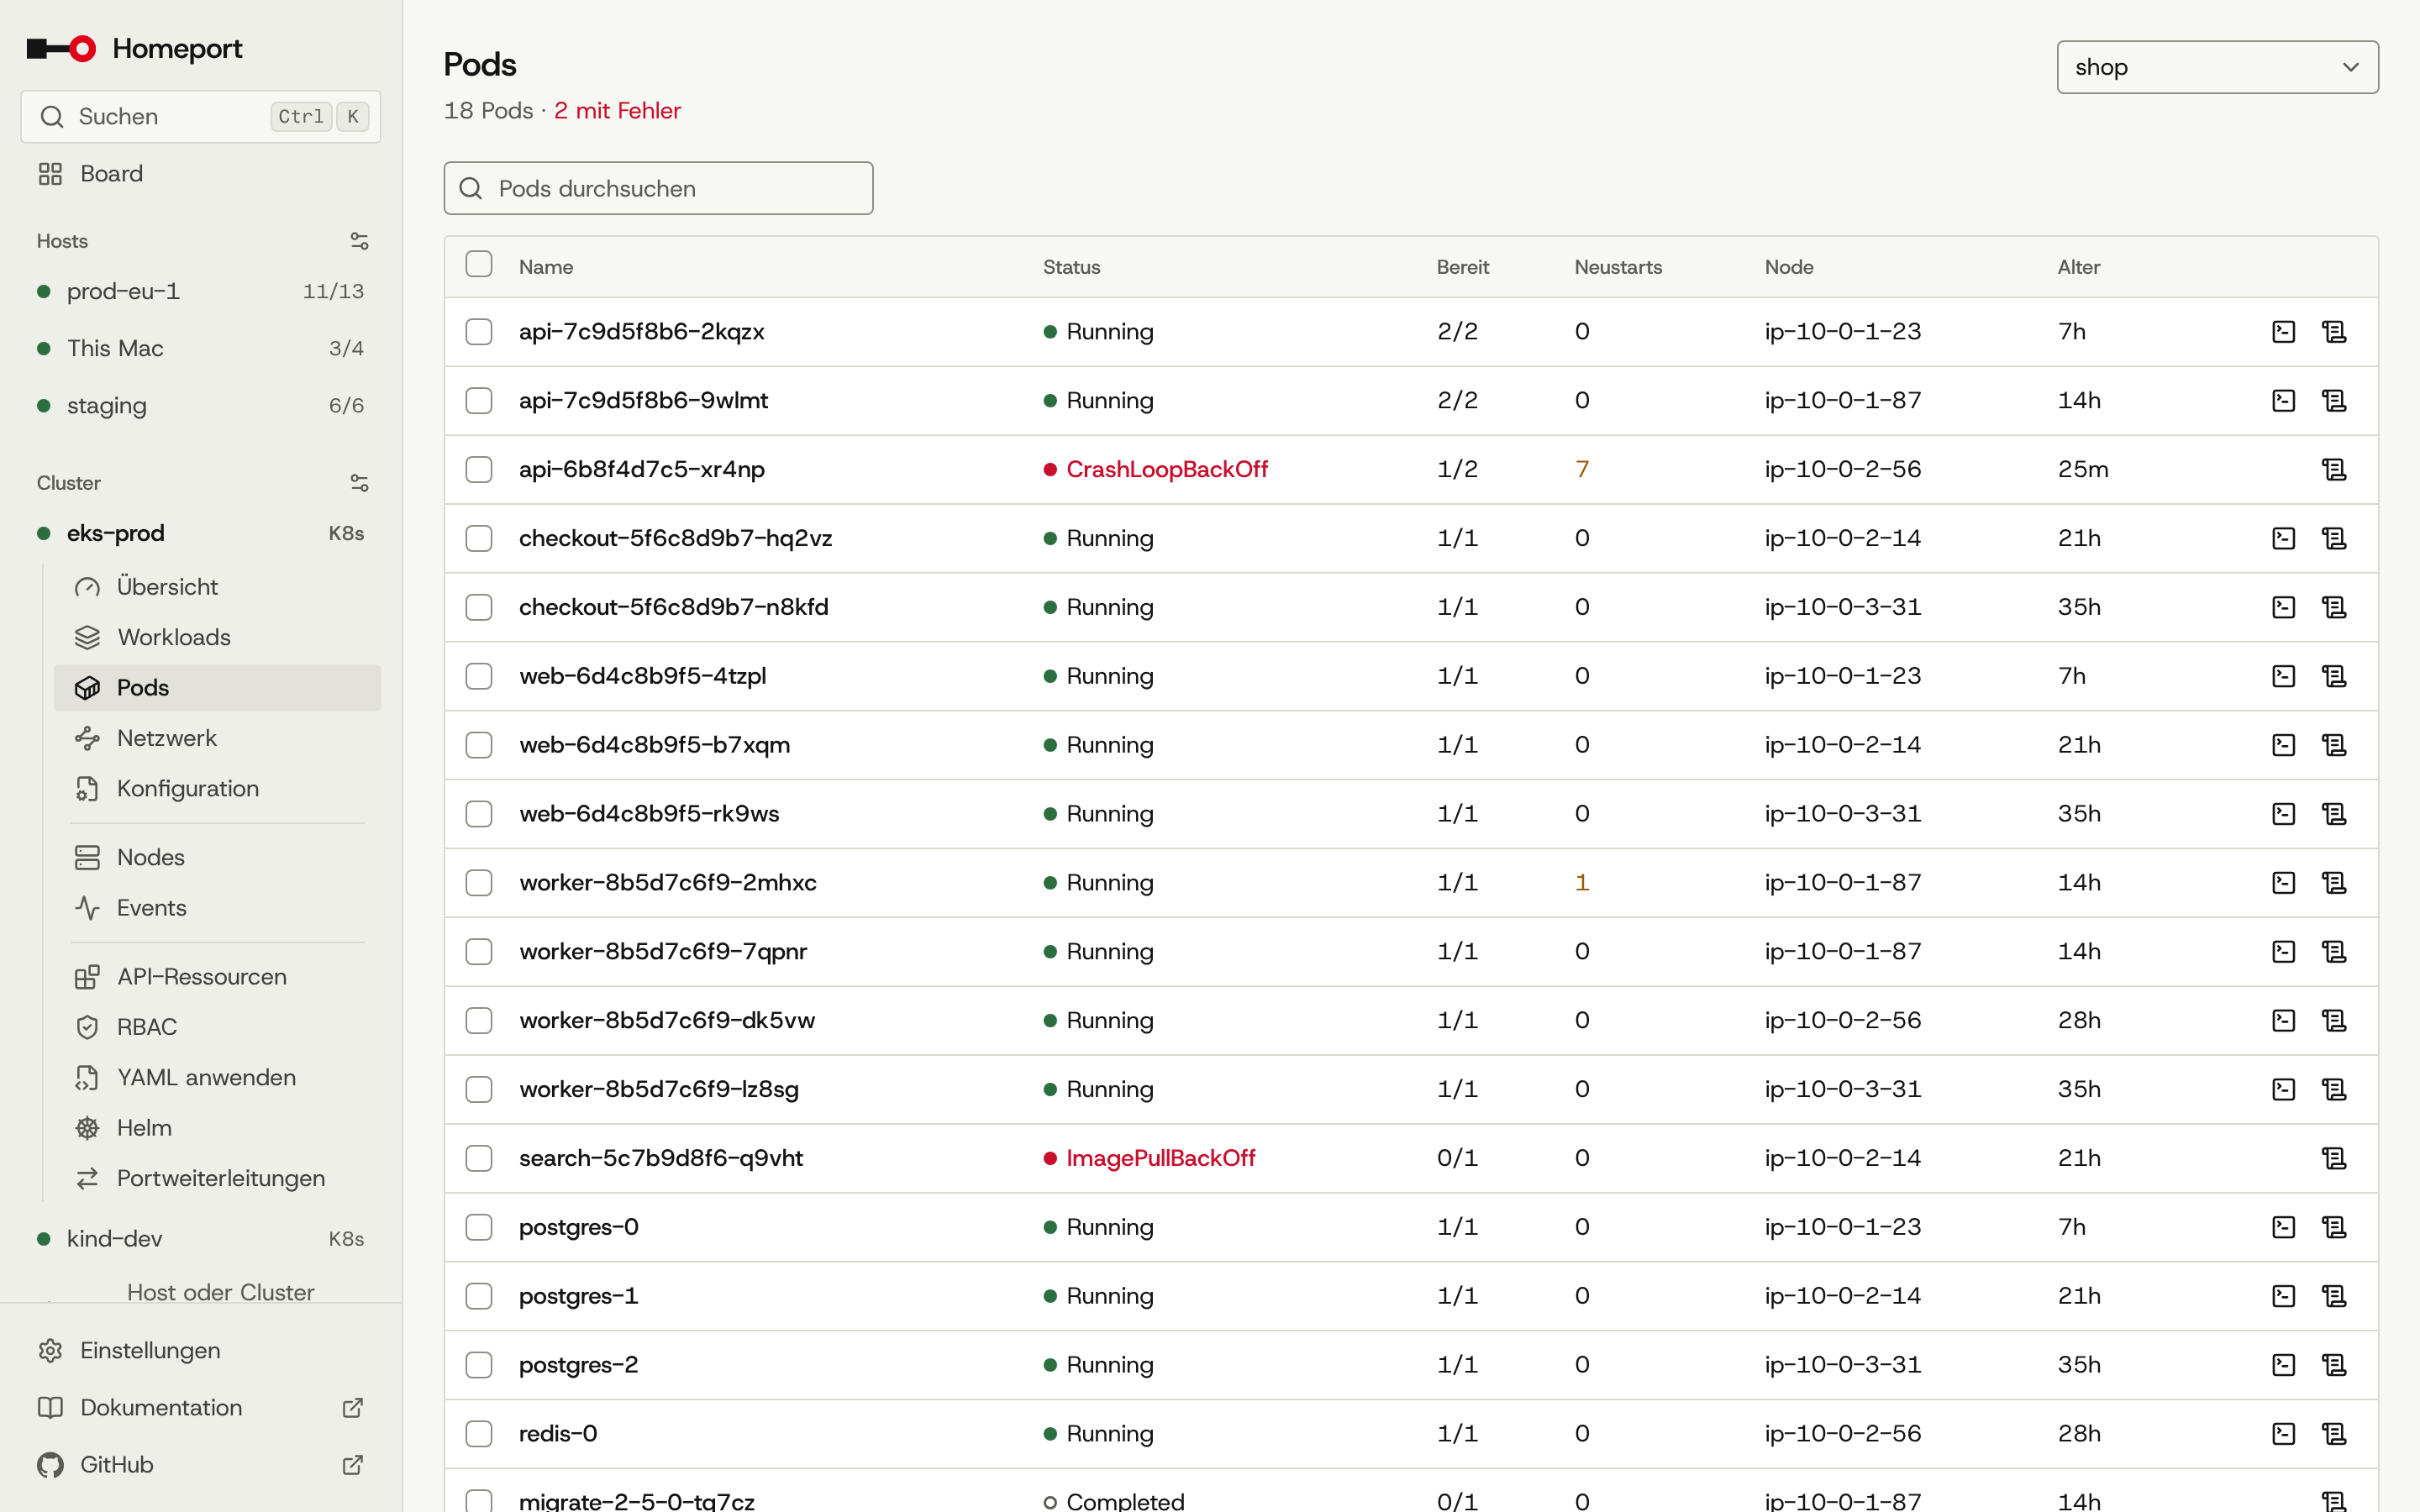 Homeport
Suchen Ctrl K
Board
Hosts
prod-eu-1 11/13
This Mac 3/4
staging 6/6
Cluster
eks-prod K8s
Übersicht
Workloads
Pods
Netzwerk
Konfiguration
Nodes
Events
API-Ressourcen
RBAC
YAML anwenden
Helm
Portweiterleitungen
kind-dev K8s
Host oder Cluster
Einstellungen
Dokumentation
GitHub
Pods
18 Pods · 2 mit Fehler
shop
Pods durchsuchen
Name Status Bereit Neustarts Node Alter
api-7c9d5f8b6-2kqzx Running 2/2 0 ip-10-0-1-23 7h
api-7c9d5f8b6-9wlmt Running 2/2 0 ip-10-0-1-87 14h
api-6b8f4d7c5-xr4np CrashLoopBackOff 1/2 7 ip-10-0-2-56 25m
checkout-5f6c8d9b7-hq2vz Running 1/1 0 ip-10-0-2-14 21h
checkout-5f6c8d9b7-n8kfd Running 1/1 0 ip-10-0-3-31 35h
web-6d4c8b9f5-4tzpl Running 1/1 0 ip-10-0-1-23 7h
web-6d4c8b9f5-b7xqm Running 1/1 0 ip-10-0-2-14 21h
web-6d4c8b9f5-rk9ws Running 1/1 0 ip-10-0-3-31 35h
worker-8b5d7c6f9-2mhxc Running 1/1 1 ip-10-0-1-87 14h
worker-8b5d7c6f9-7qpnr Running 1/1 0 ip-10-0-1-87 14h
worker-8b5d7c6f9-dk5vw Running 1/1 0 ip-10-0-2-56 28h
worker-8b5d7c6f9-lz8sg Running 1/1 0 ip-10-0-3-31 35h
search-5c7b9d8f6-q9vht ImagePullBackOff 0/1 0 ip-10-0-2-14 21h
postgres-0 Running 1/1 0 ip-10-0-1-23 7h
postgres-1 Running 1/1 0 ip-10-0-2-14 21h
postgres-2 Running 1/1 0 ip-10-0-3-31 35h
redis-0 Running 1/1 0 ip-10-0-2-56 28h
migrate-2-5-0-tq7cz Completed 0/1 0 ip-10-0-1-87 14h